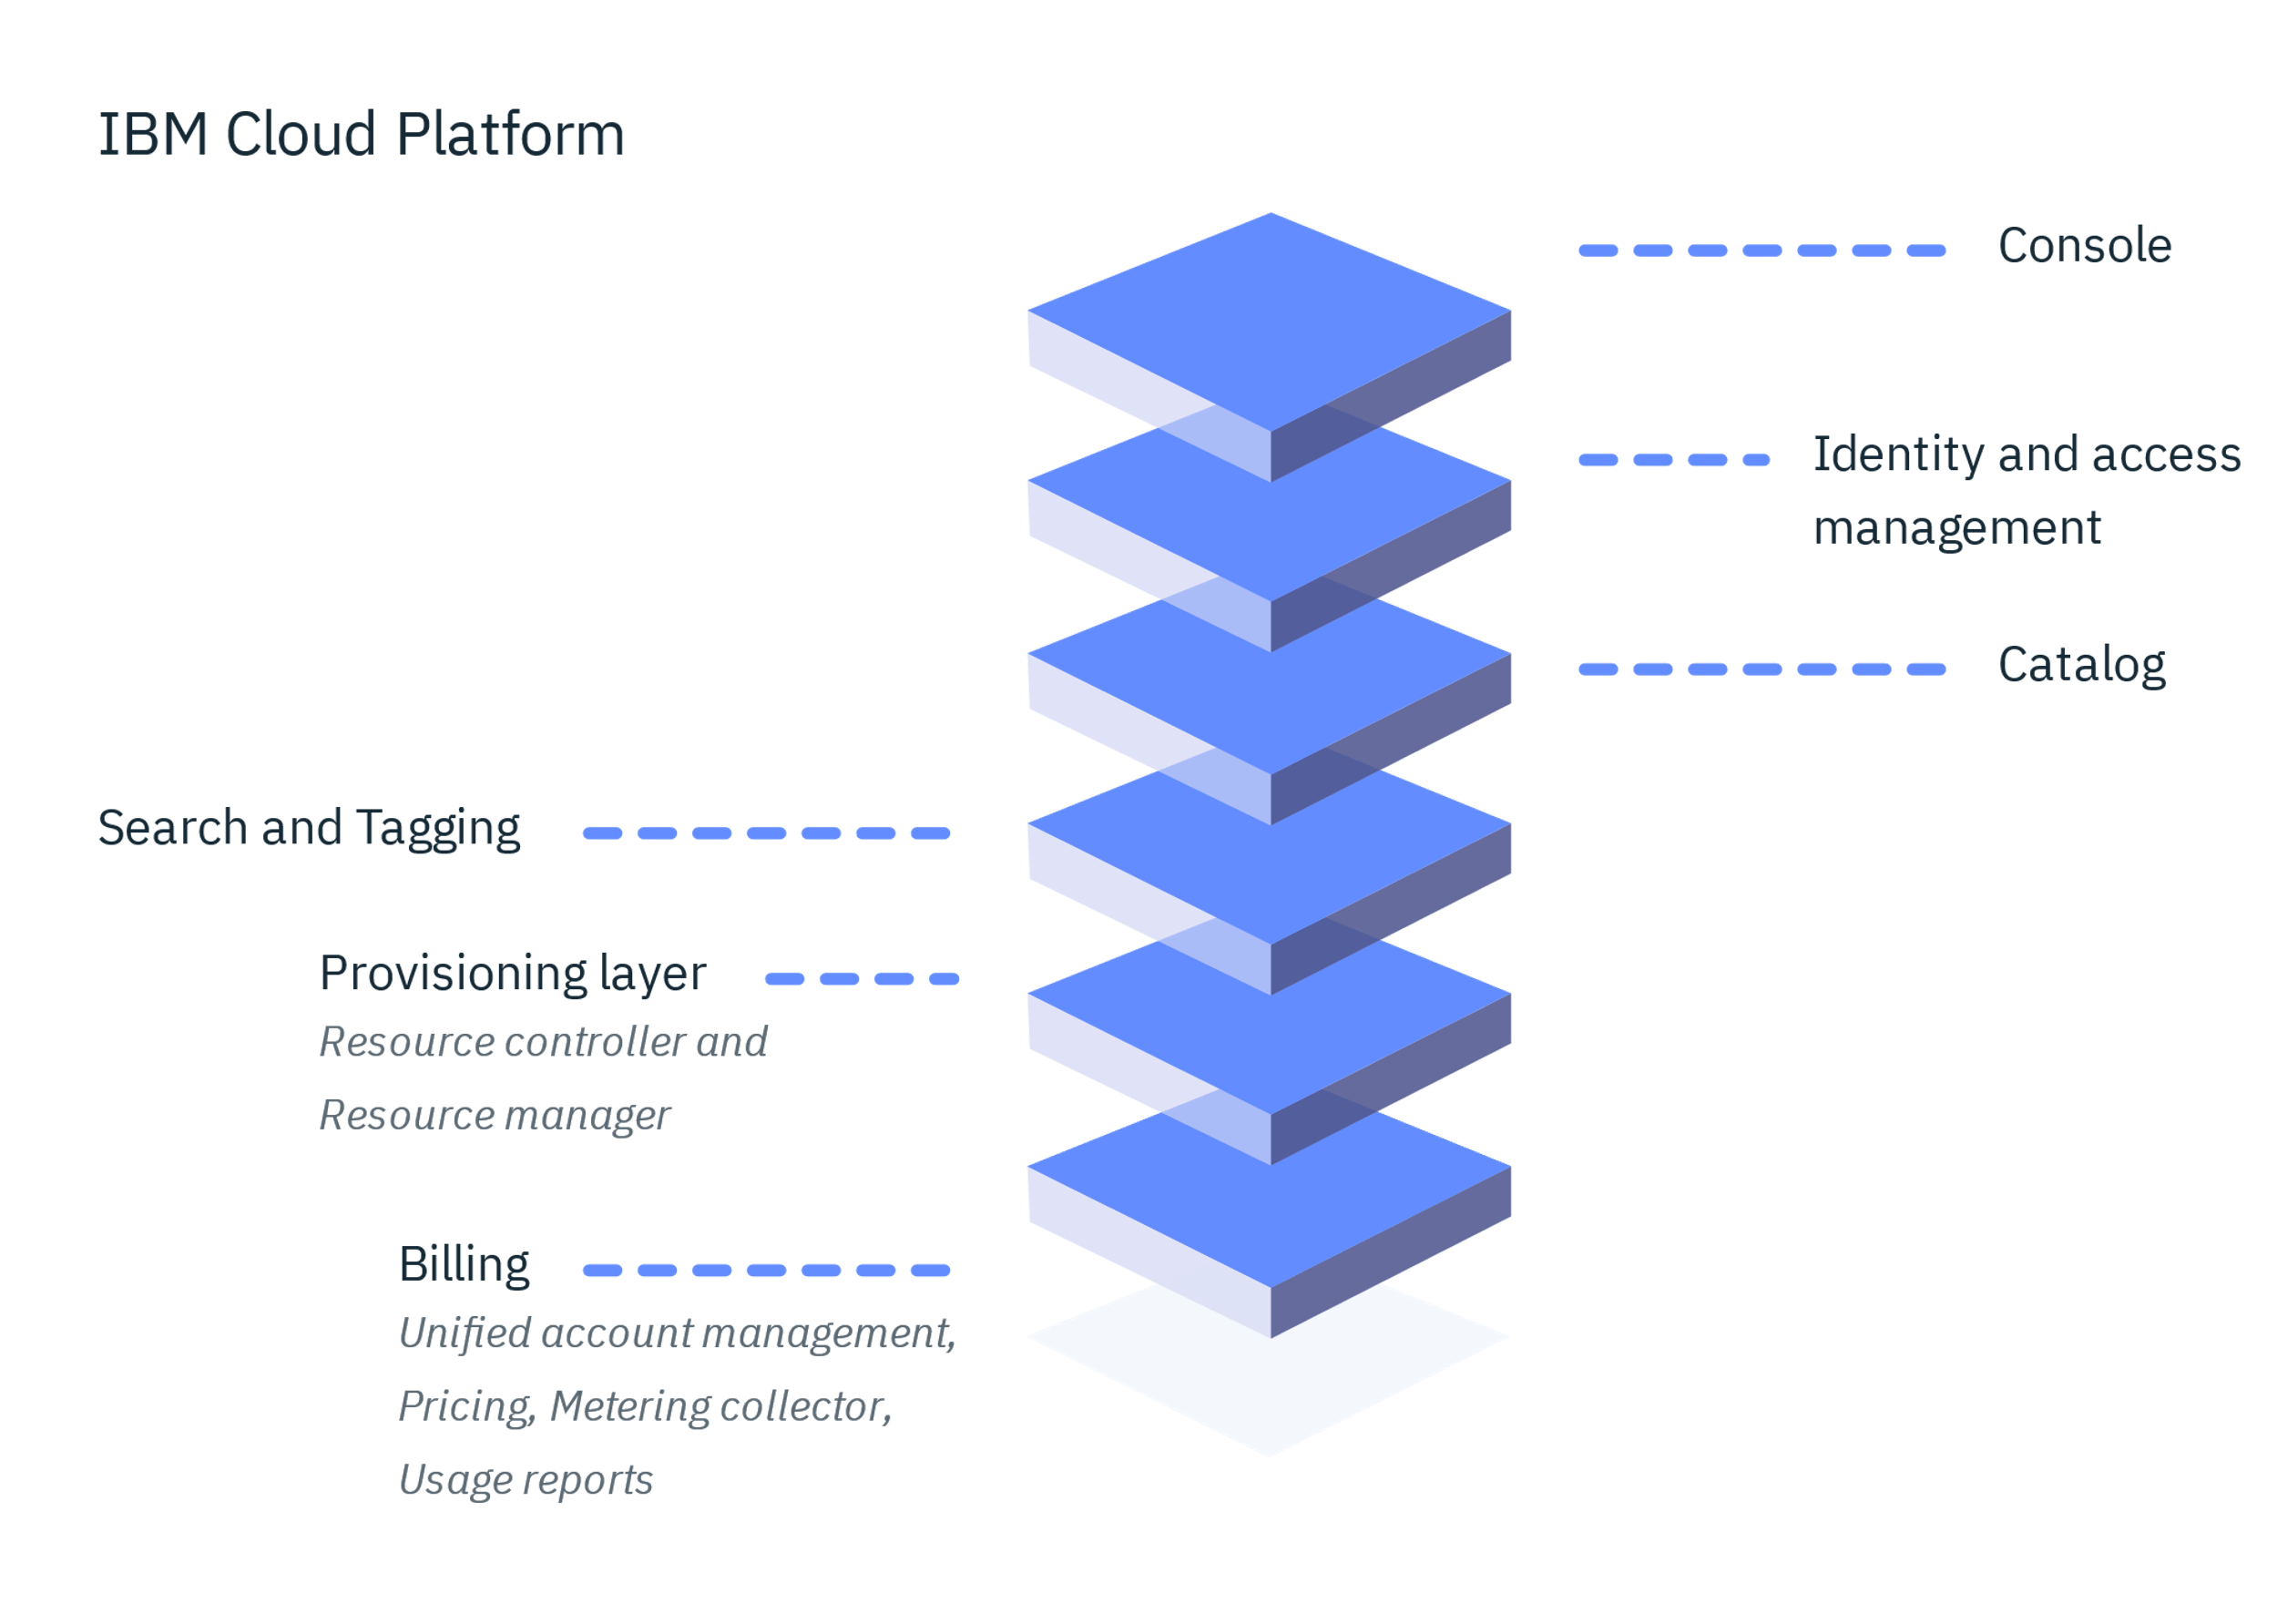 IBM Cloud Platform
Console
Identity and access
management
Catalog
Search and Tagging
Provisioning layer
Resource controller and
Resource manager
Billing
Unified account management,
Pricing, Metering collector,
Usage reports